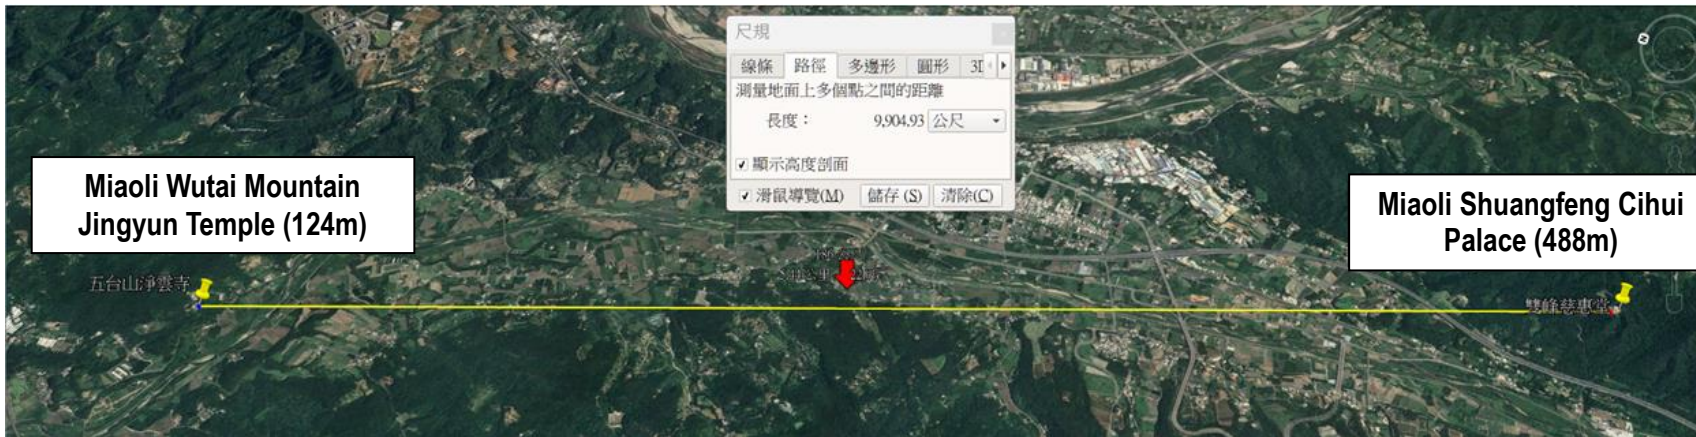 尺規
線條 路徑 多邊形 圓形 3D
測量地面上多個點之間的距離
長度： 9,904.93 公尺
顯示高度剖面
滑鼠導覽(M) 儲存 (S) 清除(C)
Miaoli Wutai Mountain
Jingyun Temple (124m)
Miaoli Shuangfeng Cihui
Palace (488m)
五台山淨雲寺
雙峰慈惠堂